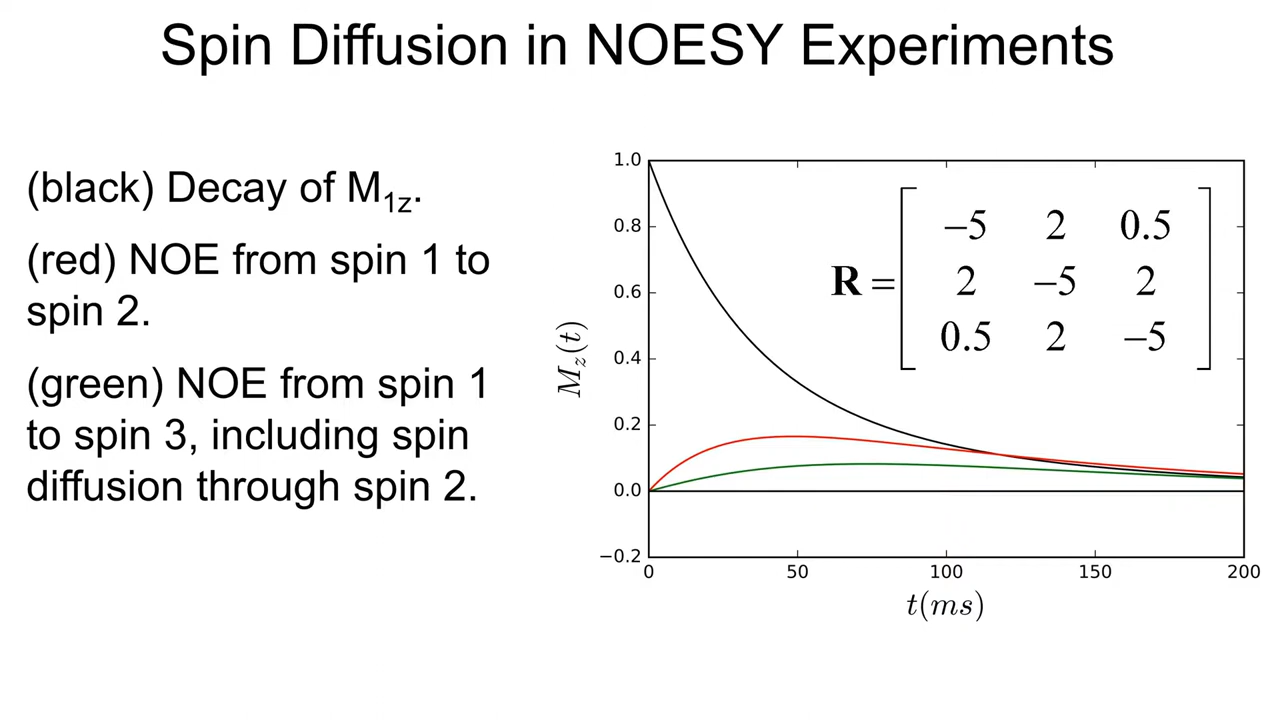 Spin Diffusion in NOESY Experiments
(black) Decay of M1z.
(red) NOE from spin 1 to
spin 2.
(green) NOE from spin 1
to spin 3, including spin
diffusion through spin 2.
1.0
0.8
0.6
0.4
0.2
0.0
−0.2
Mz(t)
R =
−5 2 0.5
2 −5 2
0.5 2 −5
0 50 100 150 200
t(ms)